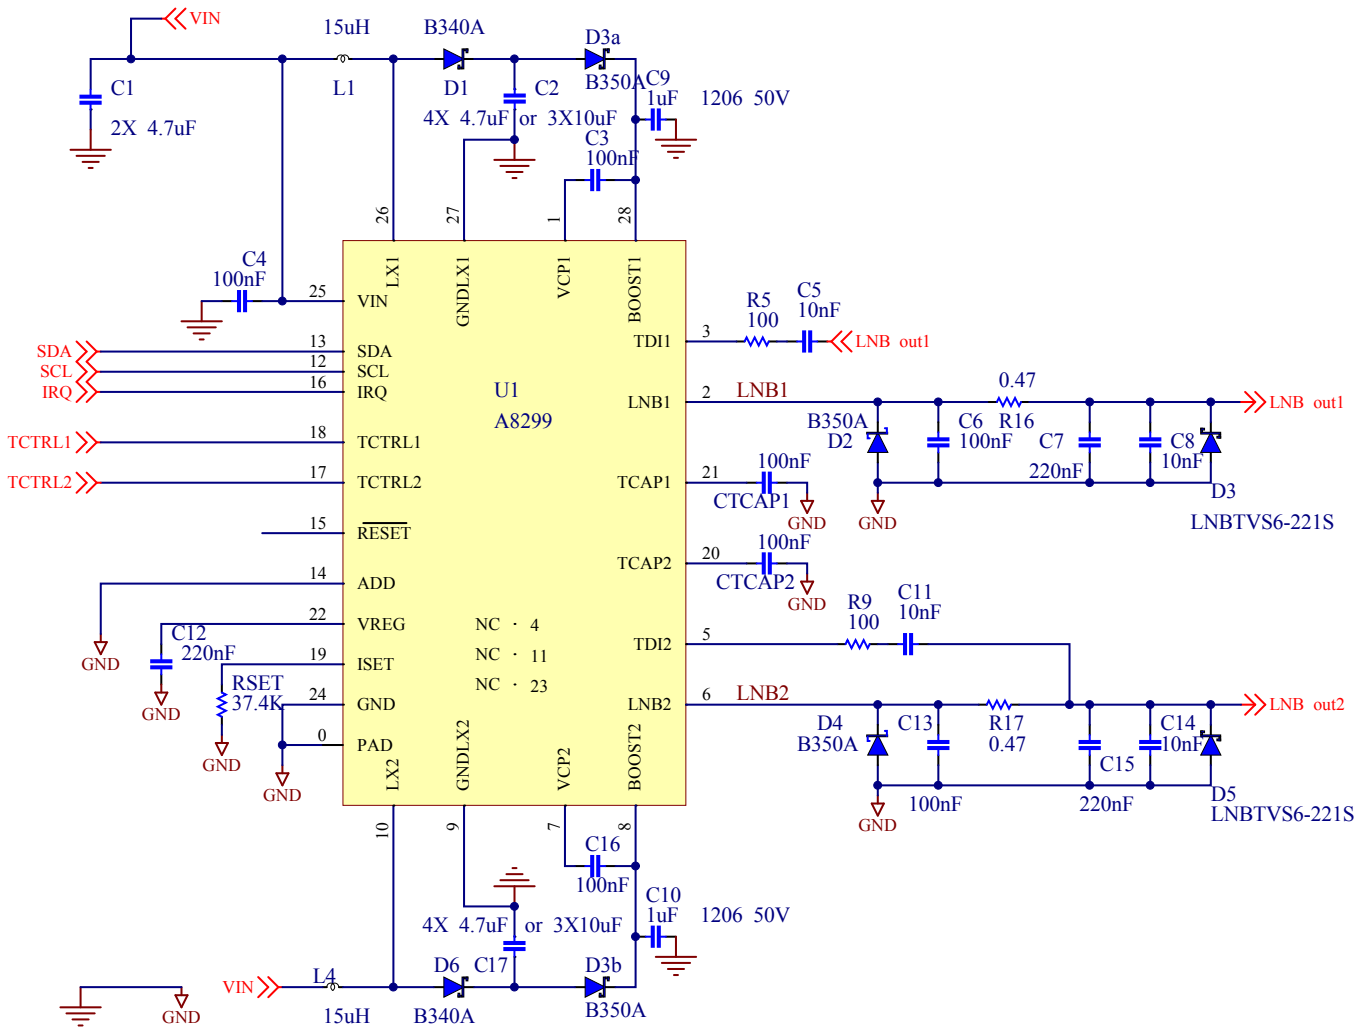 VIN
15uH
B340A
D3a
C1
L1
D1
C2
B350A
C9
1uF
1206 50V
2X 4.7uF
4X 4.7uF or 3X10uF
C3
100nF
26
27
1
28
LX1
GNDLX1
VCP1
BOOST1
C4
100nF
25
VIN
R5
100
C5
10nF
SDA
13
SDA
TDI1
3
LNB out1
SCL
12
SCL
IRQ
16
IRQ
U1
A8299
LNB1
2
LNB1
0.47
R16
LNB out1
B350A
D2
C6
100nF
C7
220nF
C8
10nF
TCTRL1
18
TCTRL1
TCTRL2
17
TCTRL2
TCAP1
21
100nF
CTCAP1
GND
GND
D3
LNBTVS6-221S
15
RESET
TCAP2
20
100nF
CTCAP2
GND
14
ADD
GND
R9
100
C11
10nF
22
VREG
C12
220nF
GND
NC · 4
NC · 11
NC · 23
TDI2
5
19
ISET
RSET
37.4K
GND
24
GND
0
PAD
GND
LNB2
6
LNB2
R17
0.47
LNB out2
D4
B350A
C13
100nF
C15
220nF
C14
10nF
GND
D5
LNBTVS6-221S
LX2
GNDLX2
VCP2
BOOST2
10
9
7
8
C16
100nF
4X 4.7uF or 3X10uF
C10
1uF
1206 50V
VIN
L4
15uH
D6
B340A
C17
D3b
B350A
GND